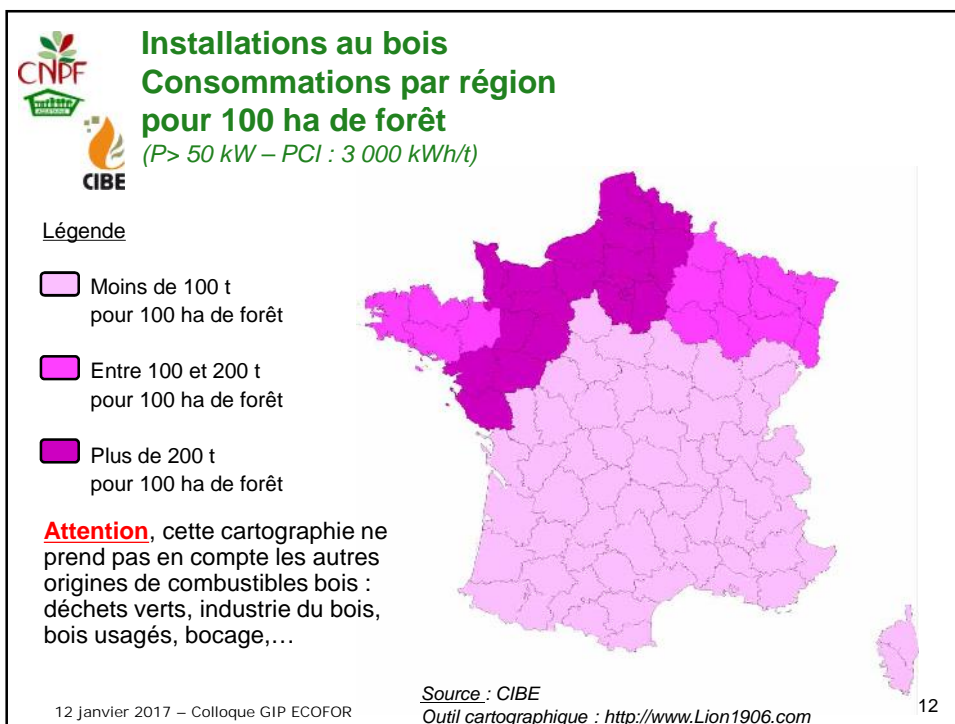 CNPF
AQUITAINE
CIBE
Installations au bois
Consommations par région
pour 100 ha de forêt
(P> 50 kW – PCI : 3 000 kWh/t)
Légende
Moins de 100 t
pour 100 ha de forêt
Entre 100 et 200 t
pour 100 ha de forêt
Plus de 200 t
pour 100 ha de forêt
Attention, cette cartographie ne
prend pas en compte les autres
origines de combustibles bois :
déchets verts, industrie du bois,
bois usagés, bocage,…
12 janvier 2017 – Colloque GIP ECOFOR
Source : CIBE
Outil cartographique : http://www.Lion1906.com
12